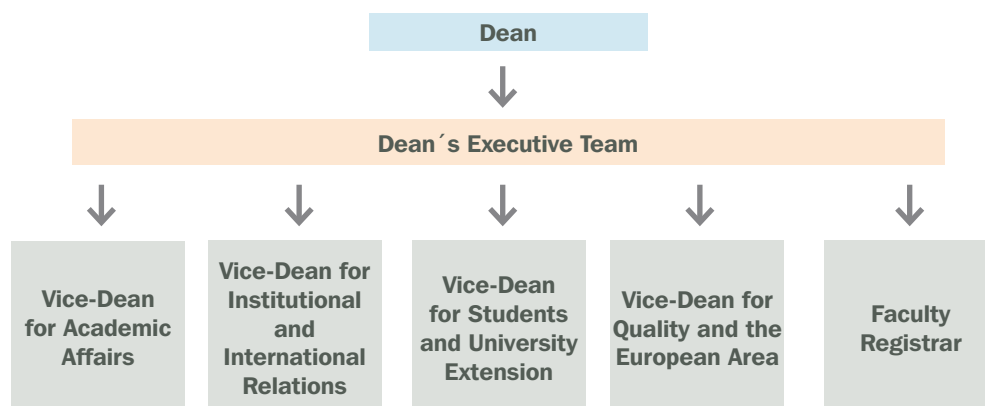 Dean
Dean´s Executive Team
Vice-Dean
for Academic
Affairs
Vice-Dean for
Institutional
and
International
Relations
Vice-Dean
for Students
and University
Extension
Vice-Dean for
Quality and the
European Area
Faculty
Registrar